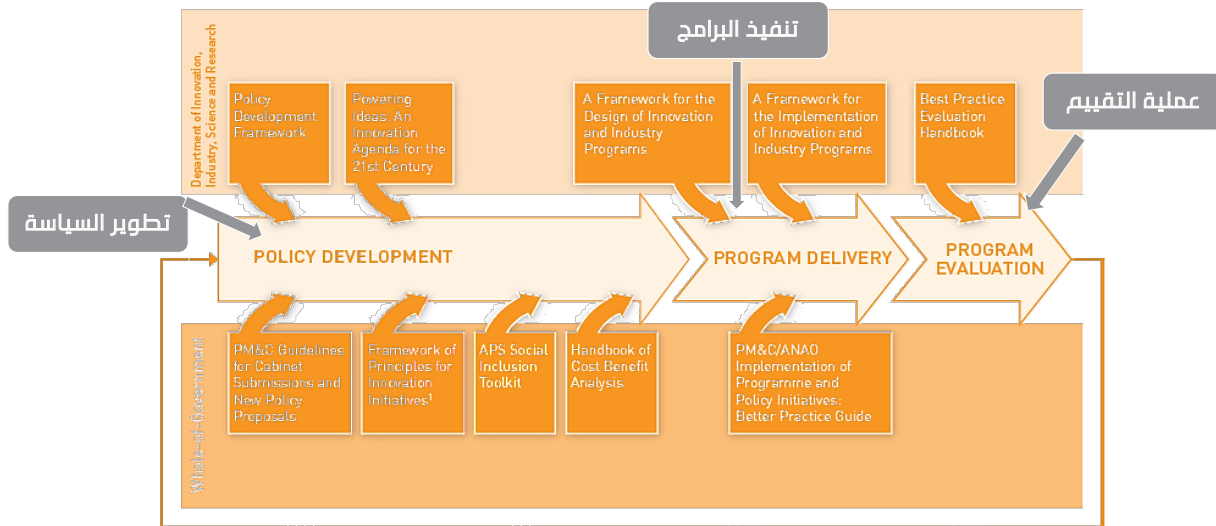 تنفيذ البرامج
عملية التقييم
تطوير السياسة
Department of Innovation,
Industry, Science and Research
Policy
Development
Framework
Powering
Ideas. An
Innovation
Agenda for the
21st Century
A Framework for the
Design of Innovation
and Industry
Programs
A Framework for
the Implementation
of Innovation and
Industry Programs
Best Practice
Evaluation
Handbook
POLICY DEVELOPMENT
PROGRAM DELIVERY
PROGRAM
EVALUATION
Whole-of-Government
PM&C Guidelines
for Cabinet
Submissions and
New Policy
Proposals
Framework of
Principles for
Innovation
Initiatives¹
APS Social
Inclusion
Toolkit
Handbook of
Cost Benefit
Analysis
PM&C/ANAO
Implementation of
Programme and
Policy Initiatives:
Better Practice Guide